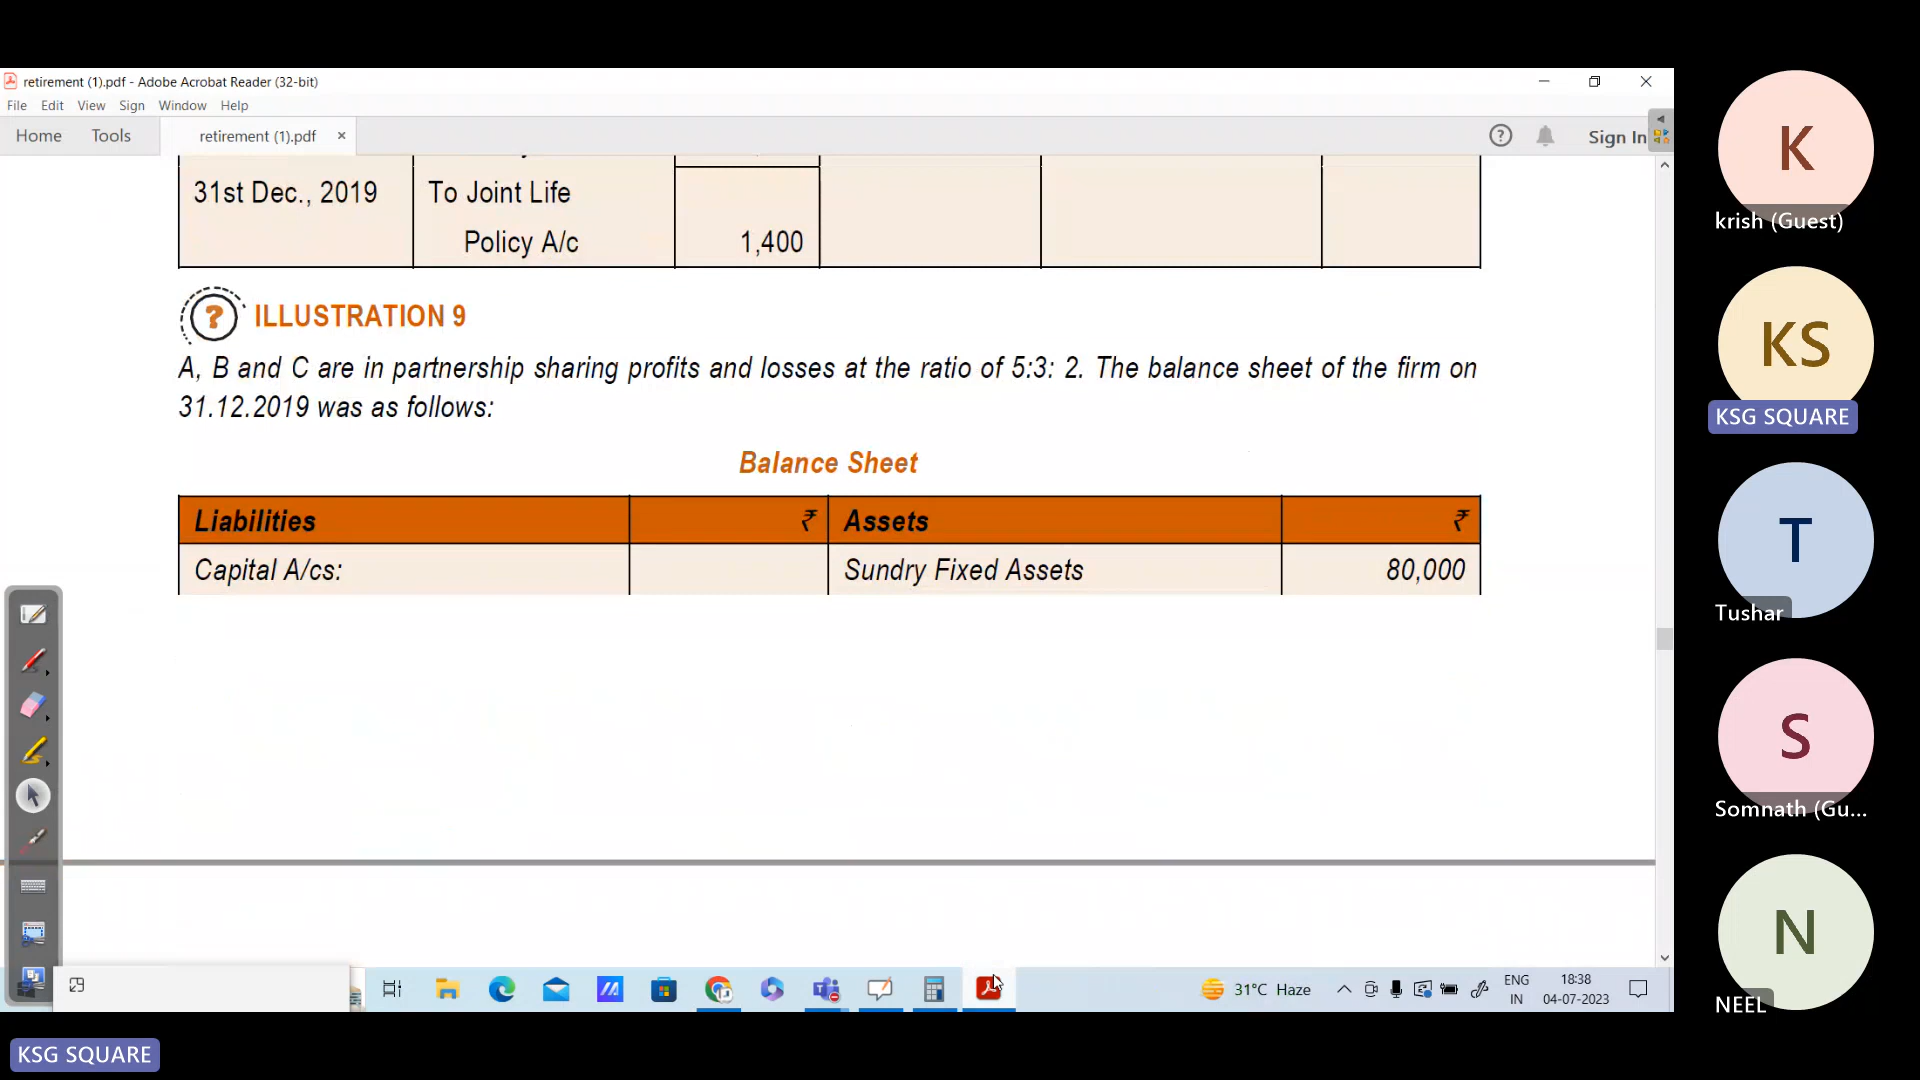 retirement (1).pdf - Adobe Acrobat Reader (32-bit)
File Edit View Sign Window Help
Home Tools retirement (1).pdf × Sign In
31st Dec., 2019 To Joint Life
Policy A/c 1,400
? ILLUSTRATION 9
A, B and C are in partnership sharing profits and losses at the ratio of 5:3: 2. The balance sheet of the firm on
31.12.2019 was as follows:
Balance Sheet
Liabilities ₹ Assets ₹
Capital A/cs: Sundry Fixed Assets 80,000
31°C Haze
ENG
IN
18:38
04-07-2023
K
krish (Guest)
KS
KSG SQUARE
T
Tushar
S
Somnath (Gu...
N
NEEL
KSG SQUARE